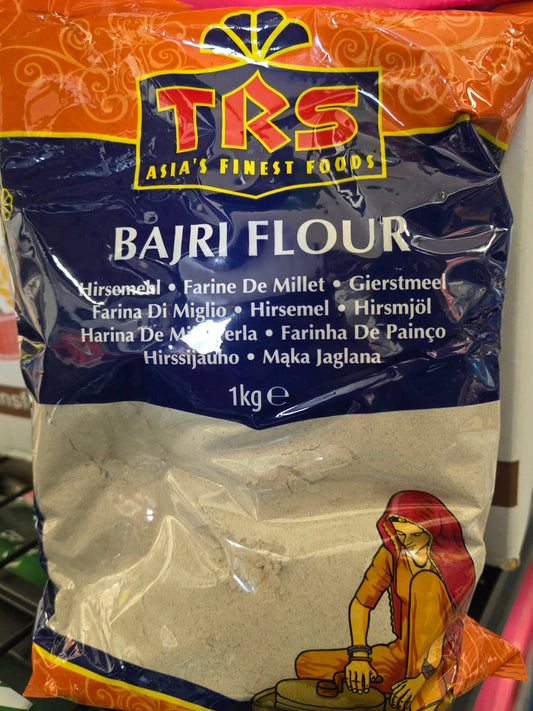 TRS
ASIA'S FINEST FOODS
BAJRI FLOUR
Hirsemehl • Farine De Millet • Gierstmeel
Farina Di Miglio • Hirsemel • Hirsmjöl
Harina De Perla • Farinha De Painço
Hirssijauho • Mąka Jaglana
1kg e